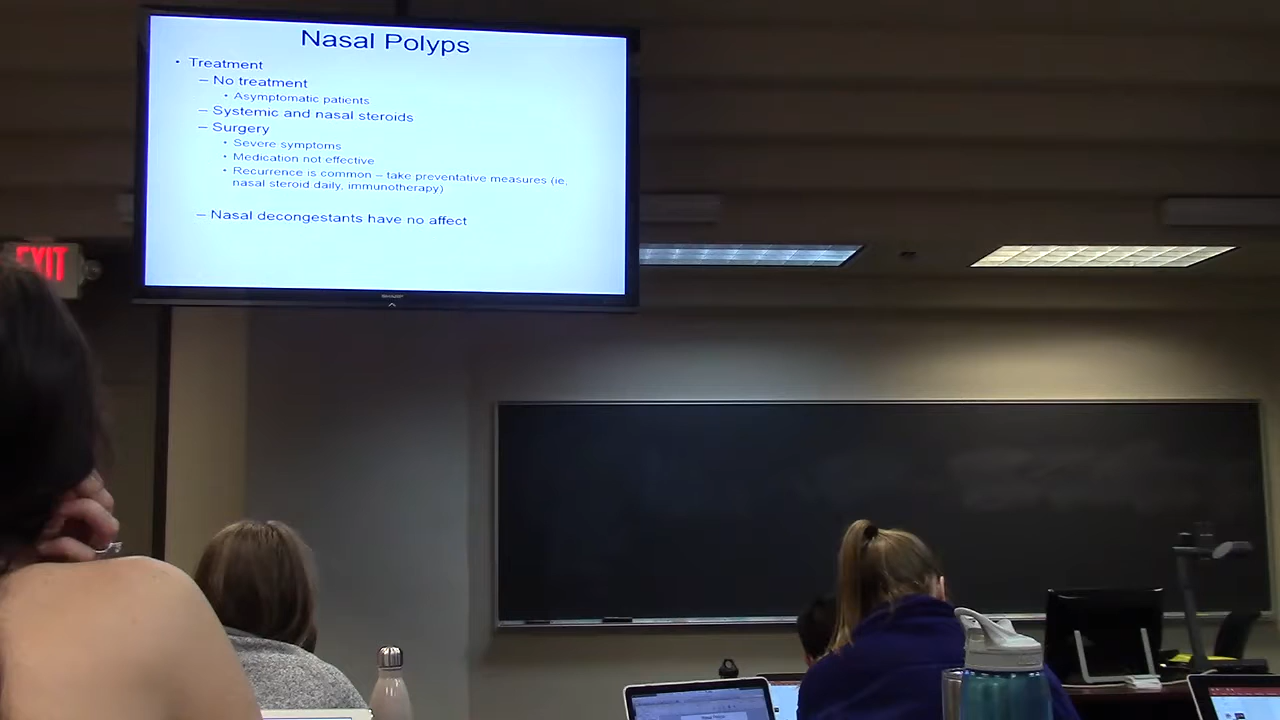 Nasal Polyps
• Treatment
– No treatment
• Asymptomatic patients
– Systemic and nasal steroids
– Surgery
• Severe symptoms
• Medication not effective
• Recurrence is common – take preventative measures (ie,
nasal steroid daily, immunotherapy)
– Nasal decongestants have no affect
SHARP
EXIT